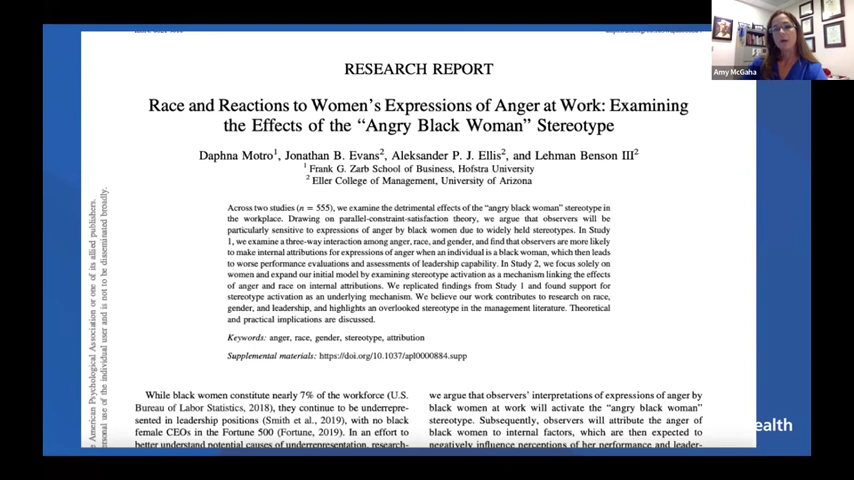 Amy McGaha
RESEARCH REPORT
Race and Reactions to Women's Expressions of Anger at Work: Examining
the Effects of the "Angry Black Woman" Stereotype
Daphna Motro1, Jonathan B. Evans2, Aleksander P. J. Ellis2, and Lehman Benson III2
1 Frank G. Zarb School of Business, Hofstra University
2 Eller College of Management, University of Arizona
Across two studies (n = 555), we examine the detrimental effects of the "angry black woman" stereotype in
the workplace. Drawing on parallel-constraint-satisfaction theory, we argue that observers will be
particularly sensitive to expressions of anger by black women due to widely held stereotypes. In Study
1, we examine a three-way interaction among anger, race, and gender, and find that observers are more likely
to make internal attributions for expressions of anger when an individual is a black woman, which then leads
to worse performance evaluations and assessments of leadership capability. In Study 2, we focus solely on
women and expand our initial model by examining stereotype activation as a mechanism linking the effects
of anger and race on internal attributions. We replicated findings from Study 1 and found support for
stereotype activation as an underlying mechanism. We believe our work contributes to research on race,
gender, and leadership, and highlights an overlooked stereotype in the management literature. Theoretical
and practical implications are discussed.
Keywords: anger, race, gender, stereotype, attribution
Supplemental materials: https://doi.org/10.1037/apl0000884.supp
While black women constitute nearly 7% of the workforce (U.S.
Bureau of Labor Statistics, 2018), they continue to be underrepre-
sented in leadership positions (Smith et al., 2019), with no black
female CEOs in the Fortune 500 (Fortune, 2019). In an effort to
better understand potential causes of underrepresentation, research-
we argue that observers' interpretations of expressions of anger by
black women at work will activate the "angry black woman"
stereotype. Subsequently, observers will attribute the anger of
black women to internal factors, which are then expected to
negatively influence perceptions of her performance and leader-
e American Psychological Association or one of its allied publishers.
rsonal use of the individual user and is not to be disseminated broadly.
ealth